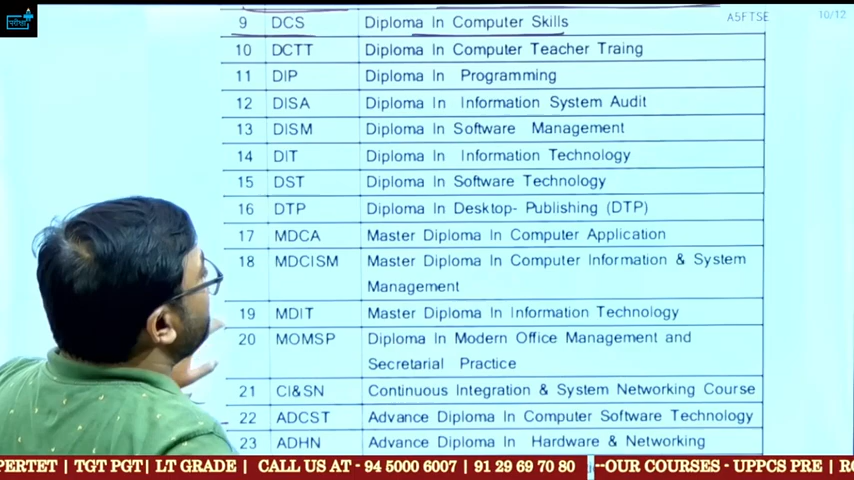 परीक्षा
A5FTSE
10/12
9 DCS Diploma In Computer Skills
10 DCTT Diploma In Computer Teacher Traing
11 DIP Diploma In Programming
12 DISA Diploma In Information System Audit
13 DISM Diploma In Software Management
14 DIT Diploma In Information Technology
15 DST Diploma In Software Technology
16 DTP Diploma In Desktop- Publishing (DTP)
17 MDCA Master Diploma In Computer Application
18 MDCISM Master Diploma In Computer Information & System
Management
19 MDIT Master Diploma In Information Technology
20 MOMSP Diploma In Modern Office Management and
Secretarial Practice
21 CI&SN Continuous Integration & System Networking Course
22 ADCST Advance Diploma In Computer Software Technology
23 ADHN Advance Diploma In Hardware & Networking
PERTET | TGT PGT| LT GRADE | CALL US AT - 94 5000 6007 | 91 29 69 70 80 --OUR COURSES - UPPCS PRE | RO